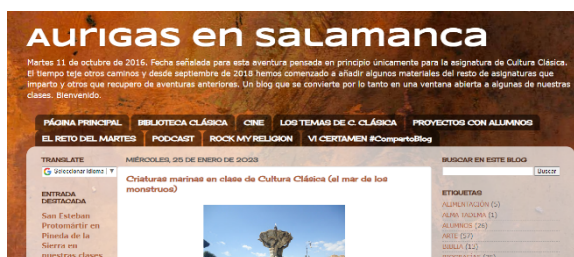 Aurigas en salamanca
Martes 11 de octubre de 2016. Fecha señalada para esta aventura pensada en principio únicamente para la asignatura de Cultura Clásica.
El tiempo teje otros caminos y desde septiembre de 2018 hemos comenzado a añadir algunos materiales del resto de asignaturas que
imparto y otros que recupero de aventuras anteriores. Un blog que se convierte por lo tanto en una ventana abierta a algunas de nuestras
clases. Bienvenido.
PÁGINA PRINCIPAL BIBLIOTECA CLÁSICA CINE LOS TEMAS DE C. CLÁSICA PROYECTOS CON ALUMNOS
EL RETO DEL MARTES PODCAST ROCK MY RELIGION VI CERTAMEN #CompartoBlog
TRANSLATE
Seleccionar idioma
ENTRADA
DESTACADA
San Esteban
Protomártir en
Pineda de la
Sierra en
nuestras clases
MIÉRCOLES, 25 DE ENERO DE 2023
Criaturas marinas en clase de Cultura Clásica (el mar de los
monstruos)
BUSCAR EN ESTE BLOG
Buscar
ETIQUETAS
ALIMENTACIÓN (5)
ALMA TADEMA (1)
ALUMNOS (26)
ARTE (57)
BIBLIA (13)